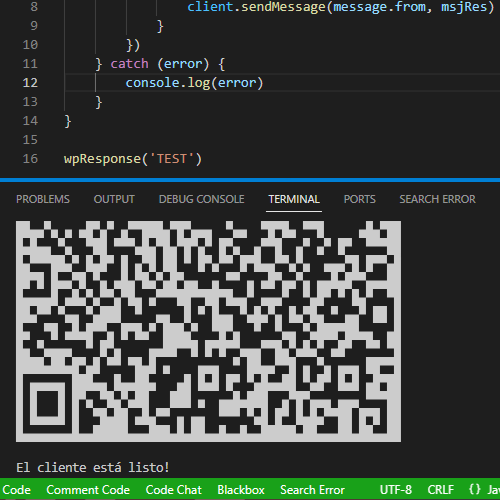 8 client.sendMessage(message.from, msjRes)
9 }
10 })
11 } catch (error) {
12 console.log(error)
13 }
14 }
15
16 wpResponse('TEST')
PROBLEMS OUTPUT DEBUG CONSOLE TERMINAL PORTS SEARCH ERROR
El cliente está listo!
Code Comment Code Code Chat Blackbox Search Error UTF-8 CRLF {} Jav